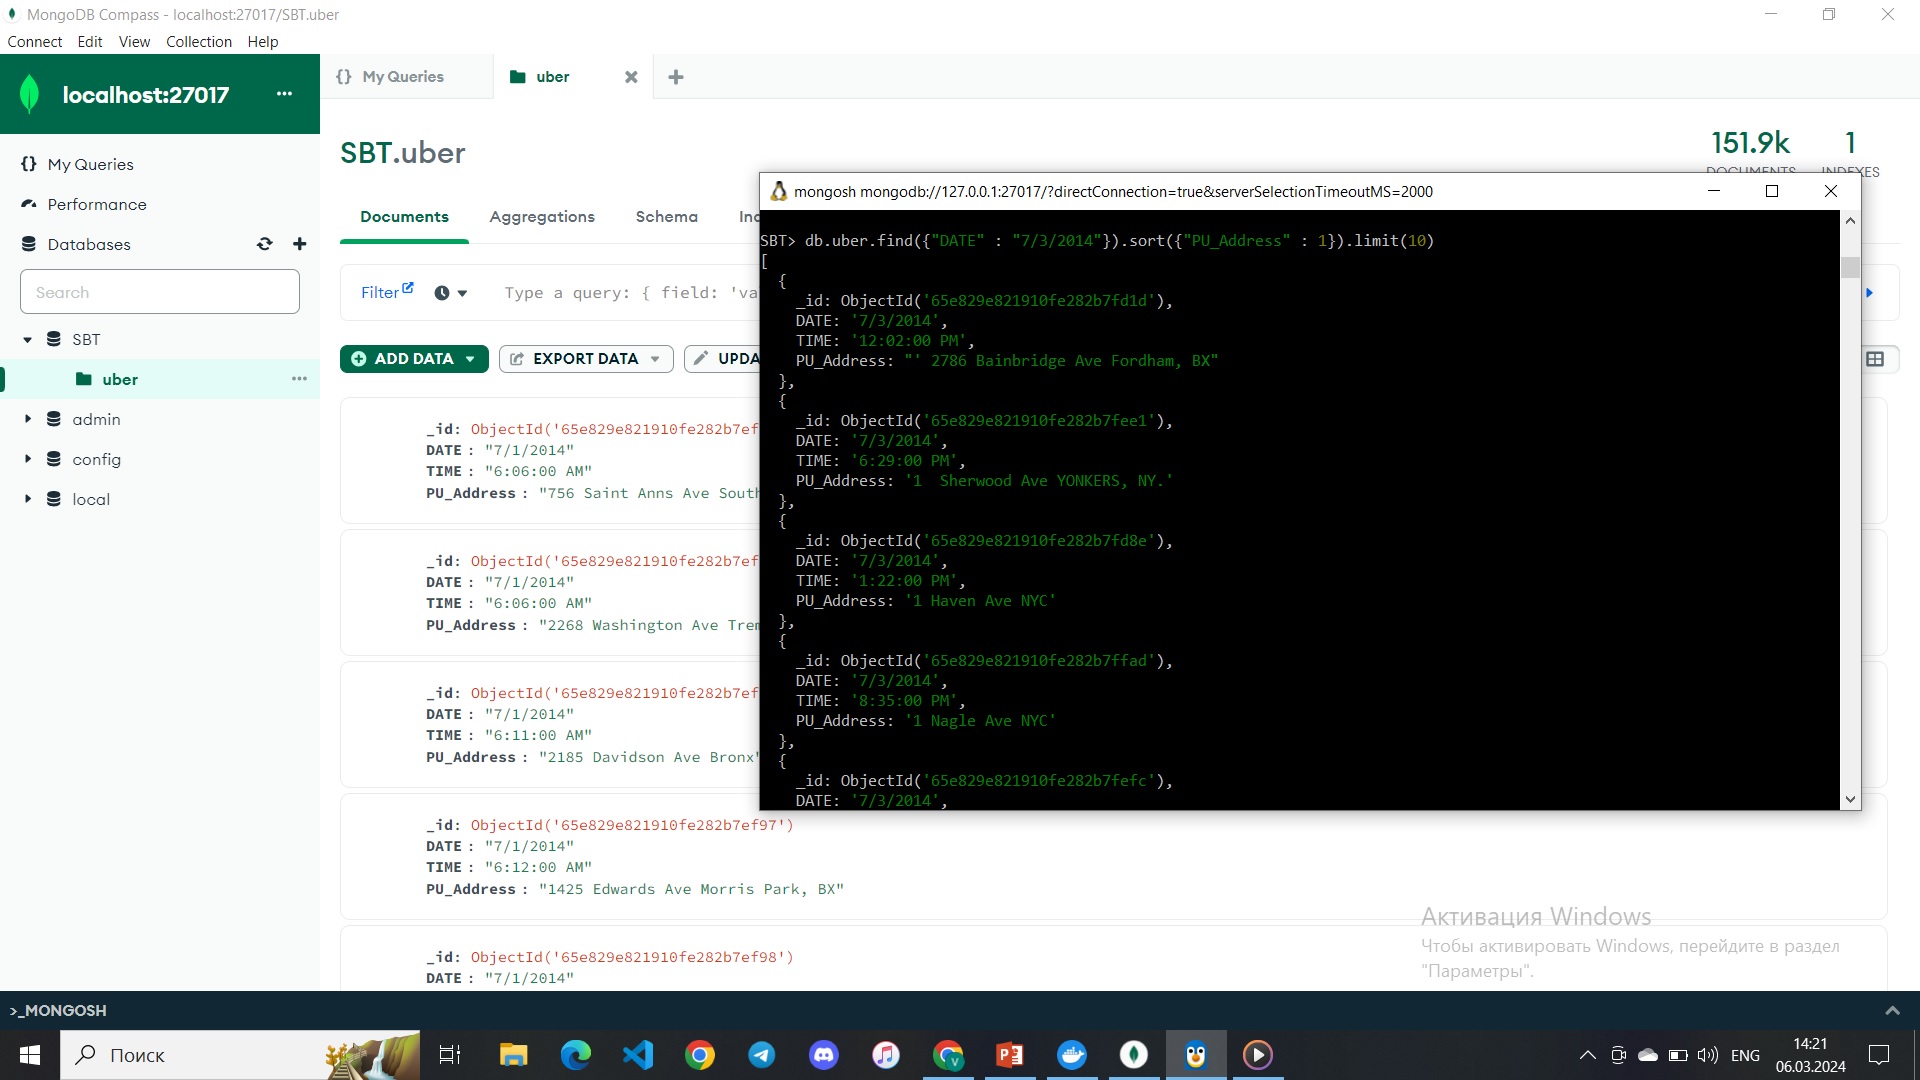 MongoDB Compass - localhost:27017/SBT.uber
Connect Edit View Collection Help
localhost:27017
My Queries
uber
My Queries
Performance
Databases
Search
SBT
uber
admin
config
local
SBT.uber
151.9k
DOCUMENTS
1
INDEXES
Documents
Aggregations
Schema
Filter
Type a query: { field: 'va
ADD DATA
EXPORT DATA
UPDA
_id: ObjectId('65e829e821910fe282b7ef
DATE : "7/1/2014"
TIME : "6:06:00 AM"
PU_Address : "756 Saint Anns Ave South
_id: ObjectId('65e829e821910fe282b7ef
DATE : "7/1/2014"
TIME : "6:06:00 AM"
PU_Address : "2268 Washington Ave Trem
_id: ObjectId('65e829e821910fe282b7ef
DATE : "7/1/2014"
TIME : "6:11:00 AM"
PU_Address : "2185 Davidson Ave Bronx"
_id: ObjectId('65e829e821910fe282b7ef97')
DATE : "7/1/2014"
TIME : "6:12:00 AM"
PU_Address : "1425 Edwards Ave Morris Park, BX"
_id: ObjectId('65e829e821910fe282b7ef98')
DATE : "7/1/2014"
mongosh mongodb://127.0.0.1:27017/?directConnection=true&serverSelectionTimeoutMS=2000
SBT> db.uber.find({"DATE" : "7/3/2014"}).sort({"PU_Address" : 1}).limit(10)
[
{
_id: ObjectId('65e829e821910fe282b7fd1d'),
DATE: '7/3/2014',
TIME: '12:02:00 PM',
PU_Address: "' 2786 Bainbridge Ave Fordham, BX"
},
{
_id: ObjectId('65e829e821910fe282b7fee1'),
DATE: '7/3/2014',
TIME: '6:29:00 PM',
PU_Address: '1  Sherwood Ave YONKERS, NY.'
},
{
_id: ObjectId('65e829e821910fe282b7fd8e'),
DATE: '7/3/2014',
TIME: '1:22:00 PM',
PU_Address: '1 Haven Ave NYC'
},
{
_id: ObjectId('65e829e821910fe282b7ffad'),
DATE: '7/3/2014',
TIME: '8:35:00 PM',
PU_Address: '1 Nagle Ave NYC'
},
{
_id: ObjectId('65e829e821910fe282b7fefc'),
DATE: '7/3/2014',
Активация Windows
Чтобы активировать Windows, перейдите в раздел
"Параметры".
>_MONGOSH
Поиск
ENG
14:21
06.03.2024